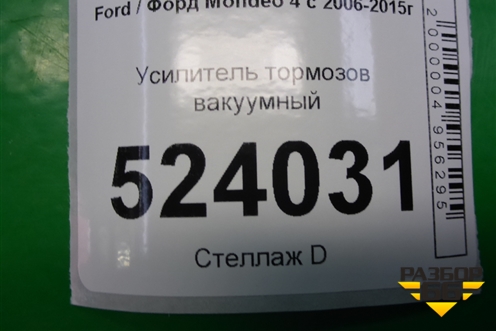 Ford / Форд Mondeo 4 с 2006-2015г
Усилитель тормозов
вакуумный
524031
Стеллаж D
2000004956295
РАЗБОР